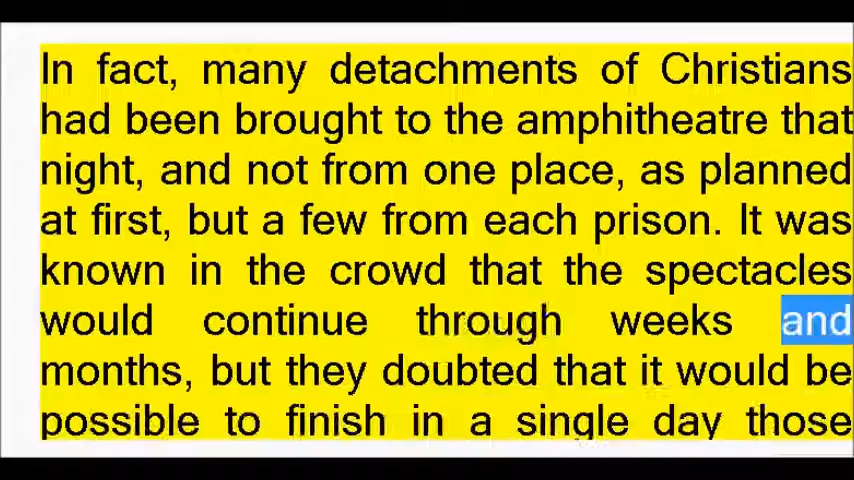 In fact, many detachments of Christians
had been brought to the amphitheatre that
night, and not from one place, as planned
at first, but a few from each prison. It was
known in the crowd that the spectacles
would continue through weeks and
months, but they doubted that it would be
possible to finish in a single day those